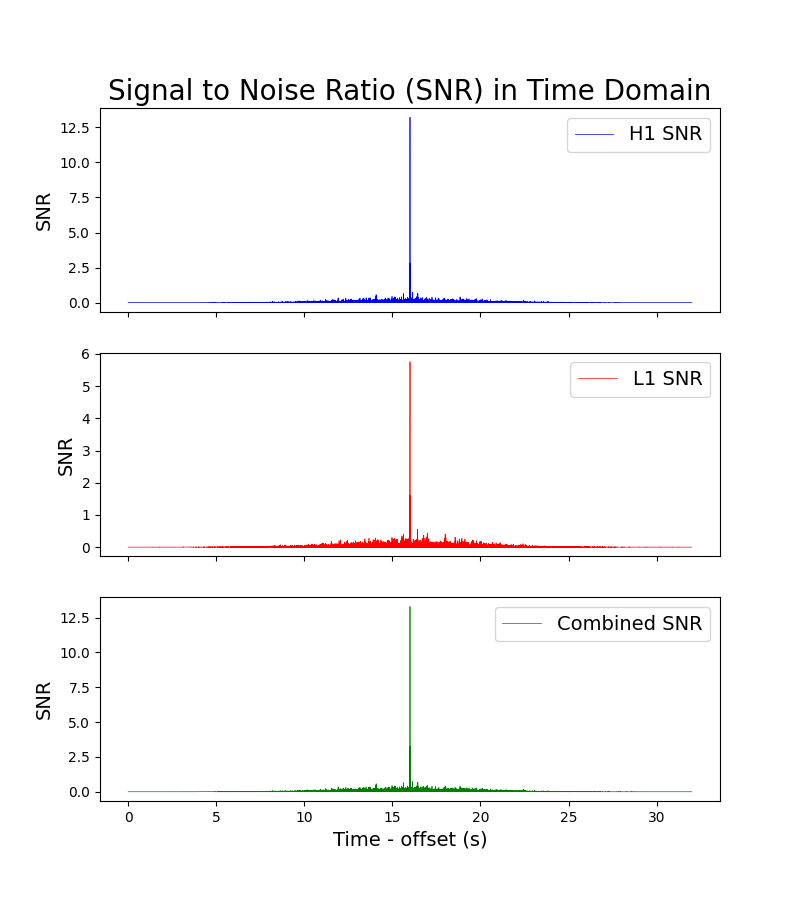 Signal to Noise Ratio (SNR) in Time Domain
12.5
10.0
7.5
5.0
2.5
0.0
SNR
H1 SNR
6
5
4
3
2
1
0
SNR
L1 SNR
12.5
10.0
7.5
5.0
2.5
0.0
SNR
Combined SNR
0 5 10 15 20 25 30
Time - offset (s)